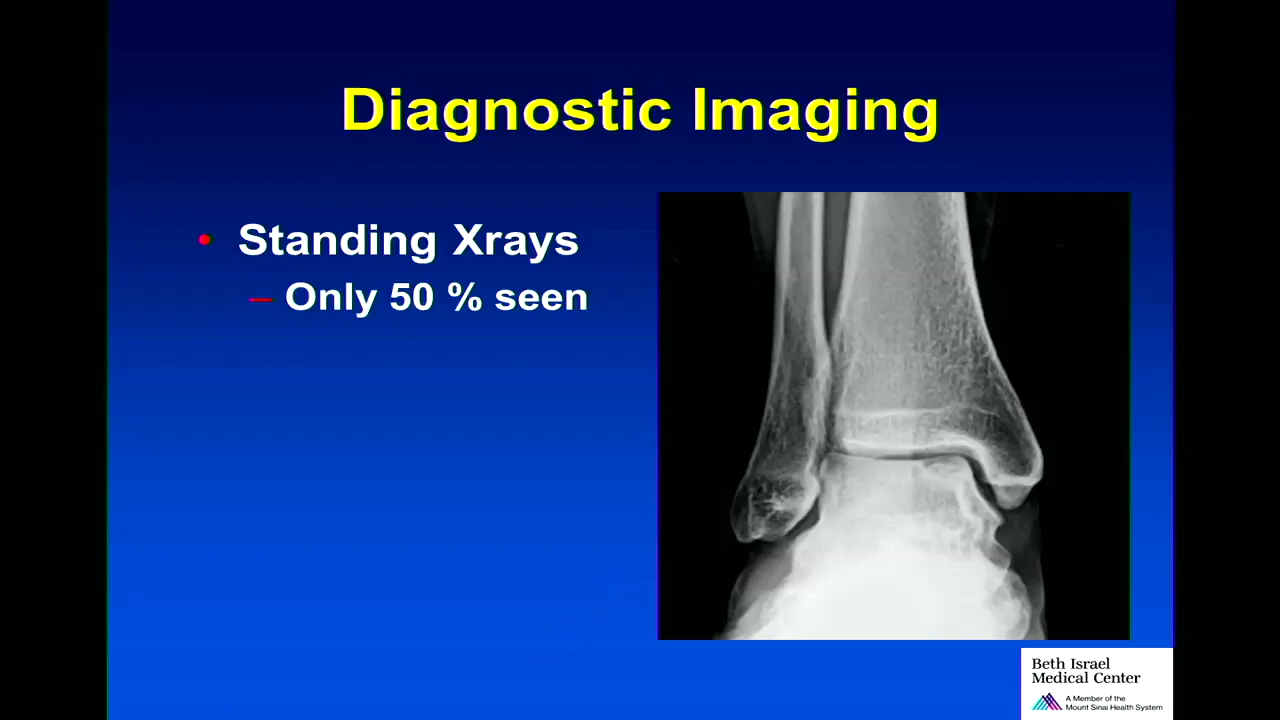 Diagnostic Imaging
• Standing Xrays
– Only 50 % seen
Beth Israel
Medical Center
A Member of the
Mount Sinai Health System